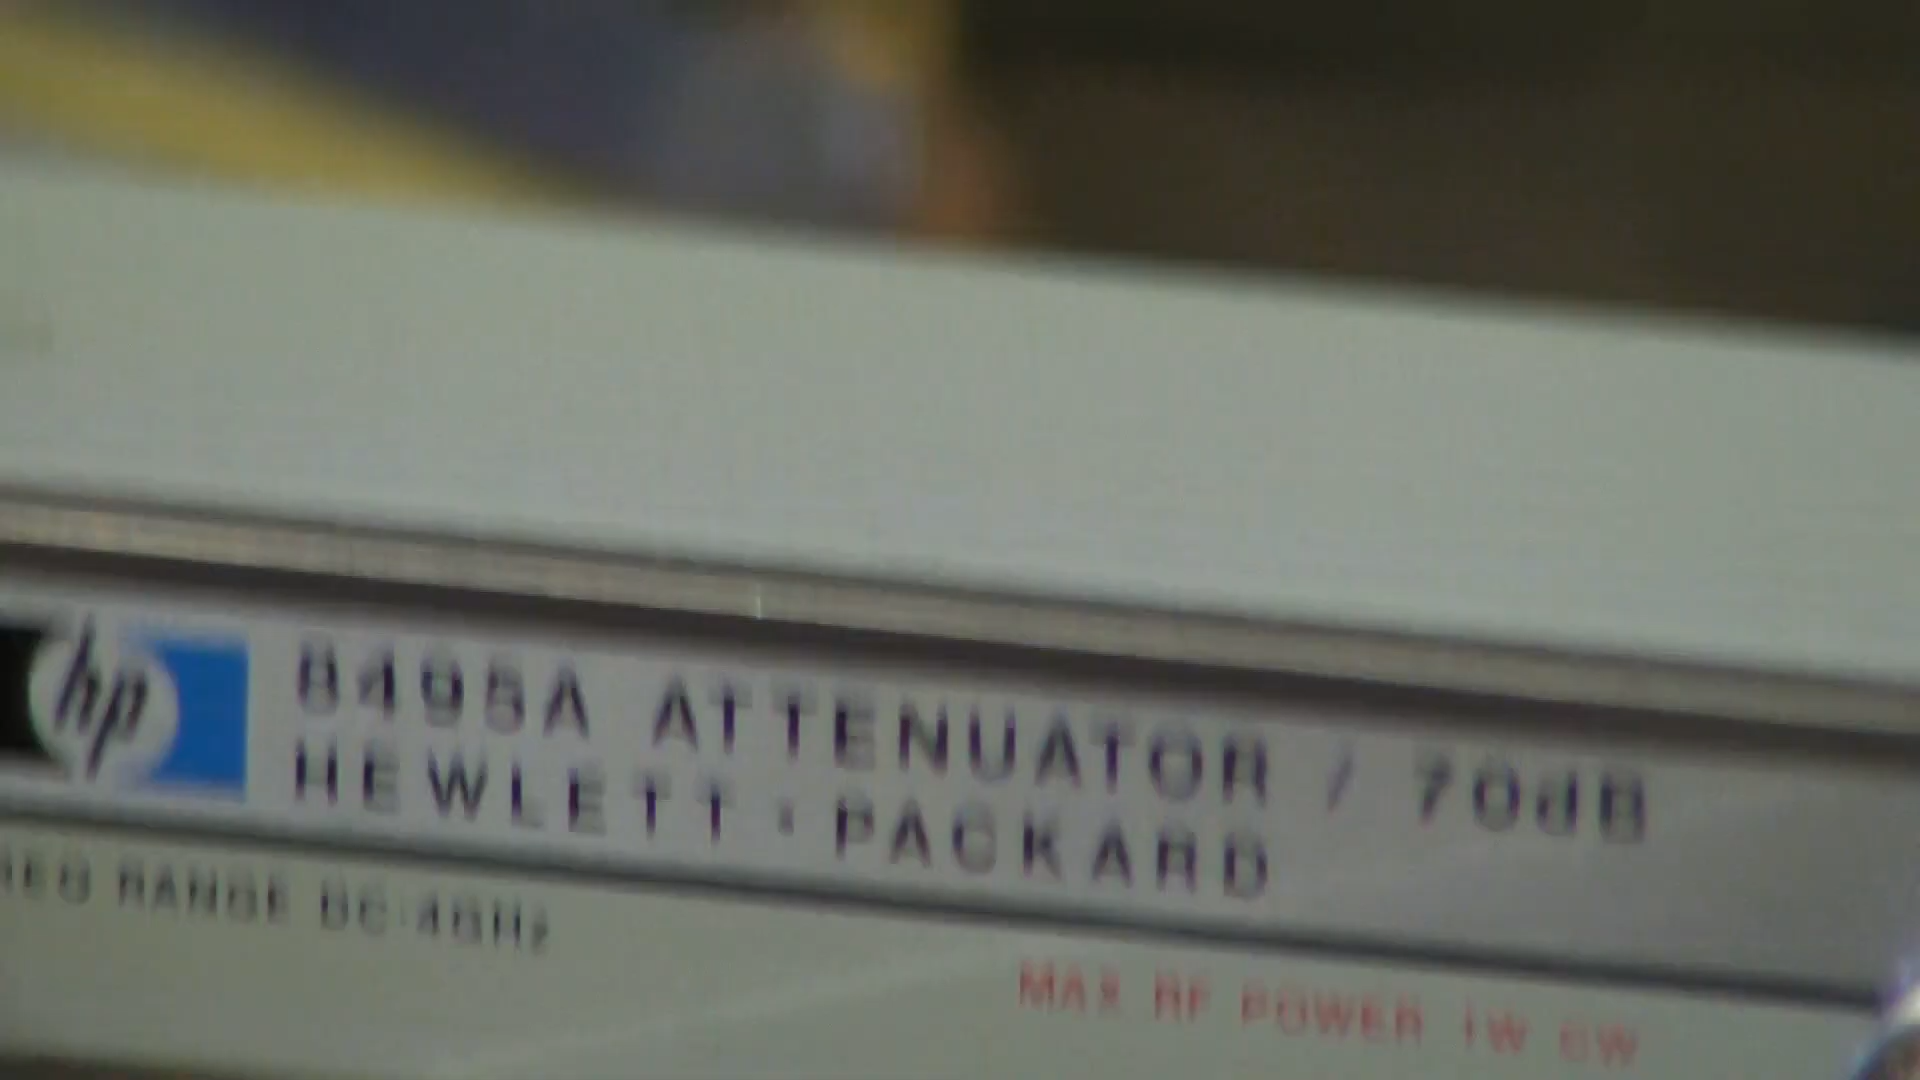 hp
8495A ATTENUATOR / 70dB
HEWLETT · PACKARD
RANGE DC-4GHz
MAX RF POWER 1W CW